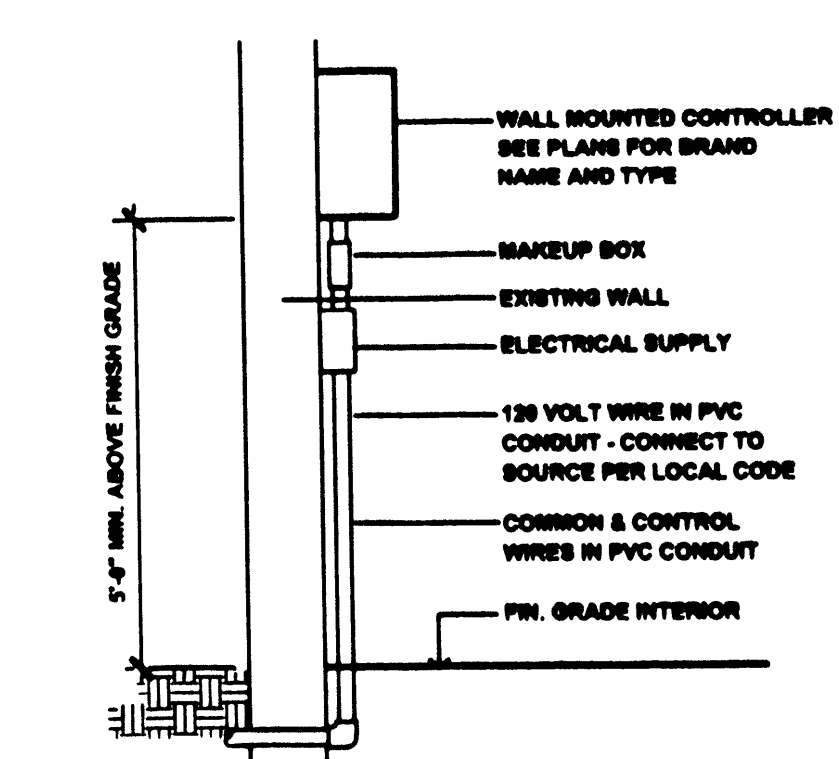 WALL MOUNTED CONTROLLER
SEE PLANS FOR BRAND
NAME AND TYPE
MAKEUP BOX
EXISTING WALL
ELECTRICAL SUPPLY
120 VOLT WIRE IN PVC
CONDUIT - CONNECT TO
SOURCE PER LOCAL CODE
COMMON & CONTROL
WIRES IN PVC CONDUIT
FIN. GRADE INTERIOR
5'-0" MIN. ABOVE FINISH GRADE